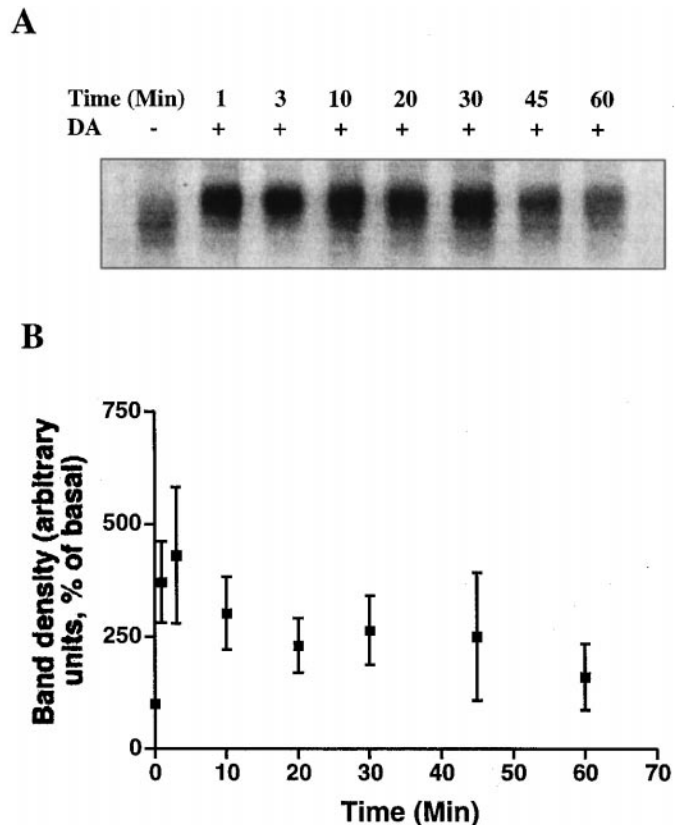 A
Time (Min) 1 3 10 20 30 45 60
DA - + + + + + + +
B
750
500
250
0
0 10 20 30 40 50 60 70
Band density (arbitrary
units, % of basal)
Time (Min)